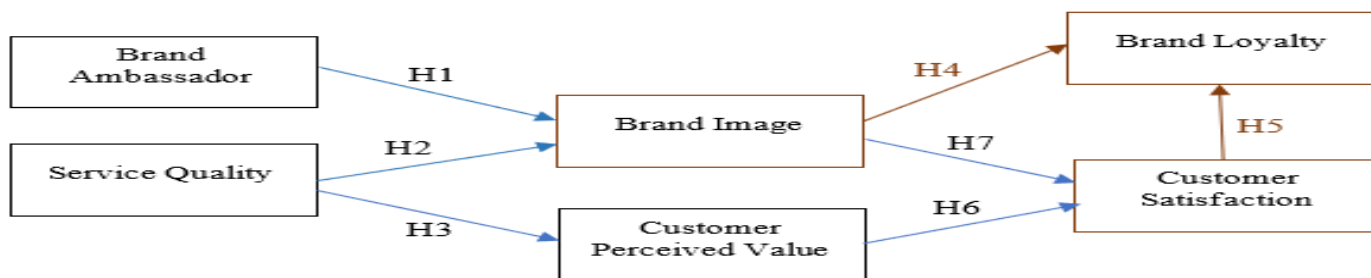 Brand
Ambassador
H1
Service Quality
H2
H3
Brand Image
Customer
Perceived Value
H4
H7
H6
Brand Loyalty
H5
Customer
Satisfaction